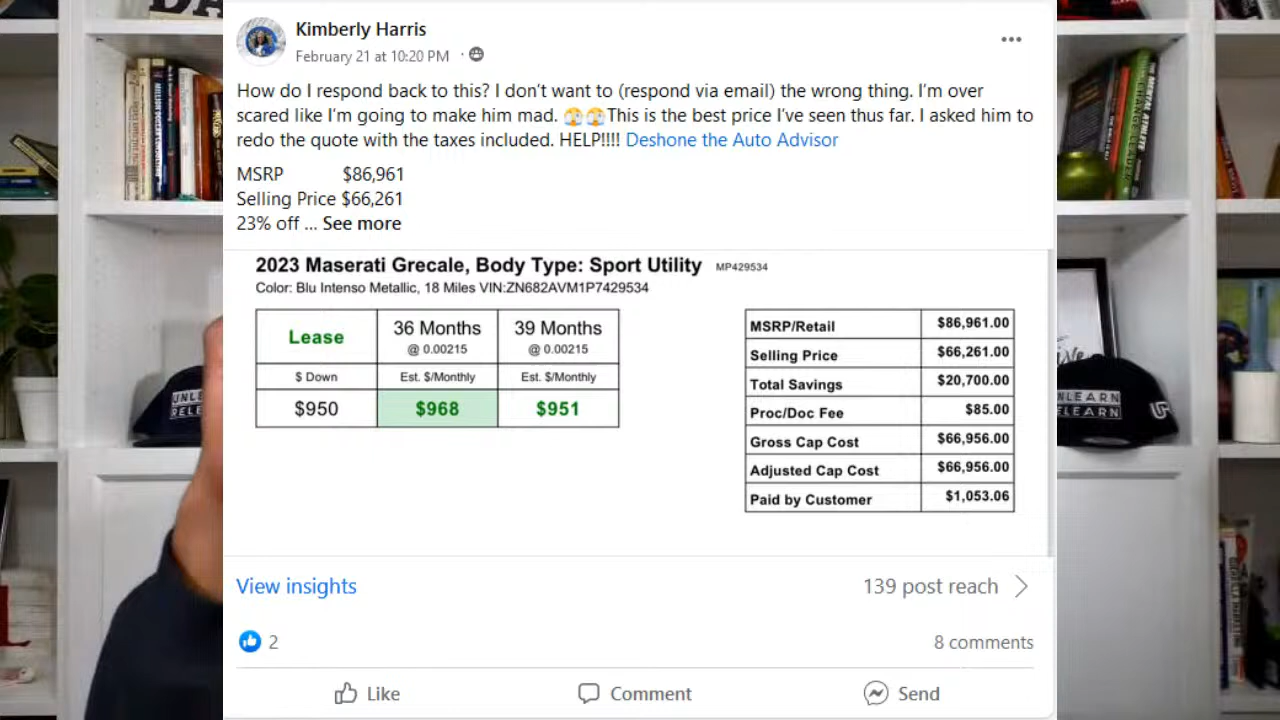 Kimberly Harris
February 21 at 10:20 PM ·
How do I respond back to this? I don't want to (respond via email) the wrong thing. I'm over
scared like I'm going to make him mad. 🫣🫣This is the best price I've seen thus far. I asked him to
redo the quote with the taxes included. HELP!!!! Deshone the Auto Advisor
MSRP $86,961
Selling Price $66,261
23% off ... See more
2023 Maserati Grecale, Body Type: Sport Utility MP429534
Color: Blu Intenso Metallic, 18 Miles VIN:ZN682AVM1P7429534
Lease 36 Months 39 Months
@ 0.00215 @ 0.00215
$ Down Est. $/Monthly Est. $/Monthly
$950 $968 $951
MSRP/Retail $86,961.00
Selling Price $66,261.00
Total Savings $20,700.00
Proc/Doc Fee $85.00
Gross Cap Cost $66,956.00
Adjusted Cap Cost $66,956.00
Paid by Customer $1,053.06
View insights 139 post reach
2 8 comments
Like Comment Send
UNLE
RELE
NLEARN
ELEARN